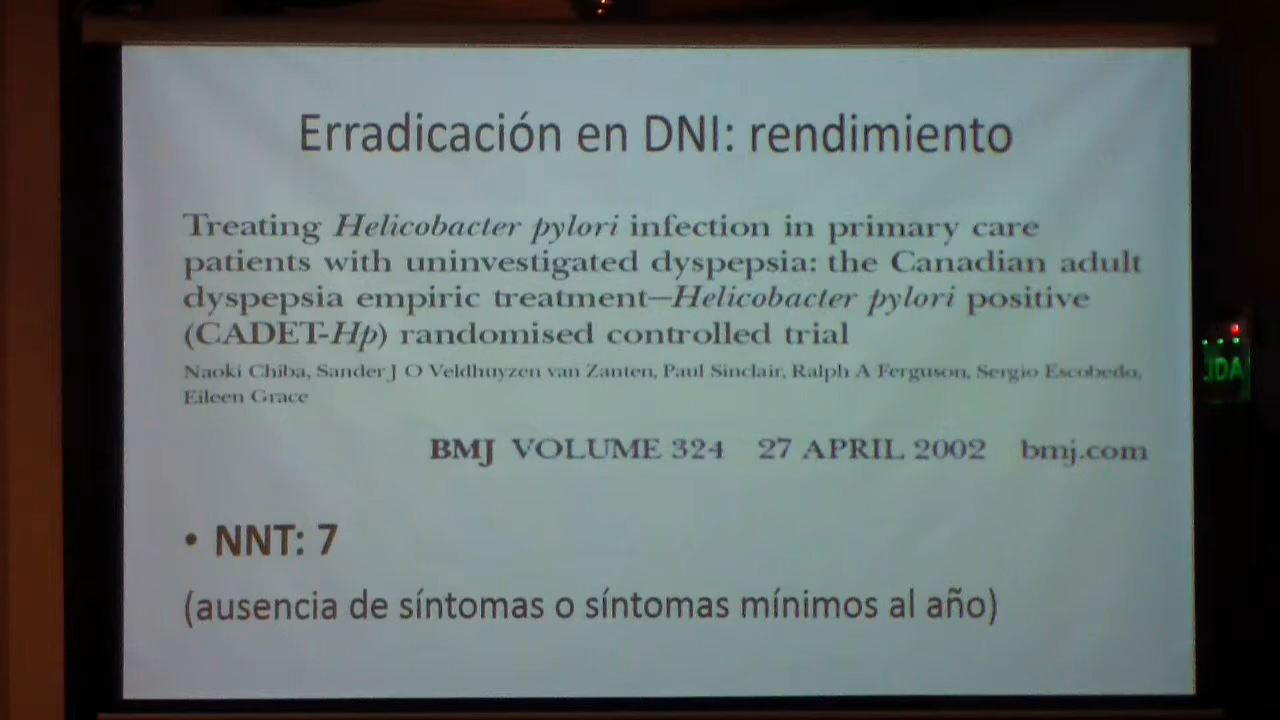 Erradicación en DNI: rendimiento
Treating Helicobacter pylori infection in primary care
patients with uninvestigated dyspepsia: the Canadian adult
dyspepsia empiric treatment—Helicobacter pylori positive
(CADET-Hp) randomised controlled trial
Naoki Chiba, Sander J O Veldhuyzen van Zanten, Paul Sinclair, Ralph A Ferguson, Sergio Escobedo,
Eileen Grace
BMJ VOLUME 324 27 APRIL 2002 bmj.com
• NNT: 7
(ausencia de síntomas o síntomas mínimos al año)